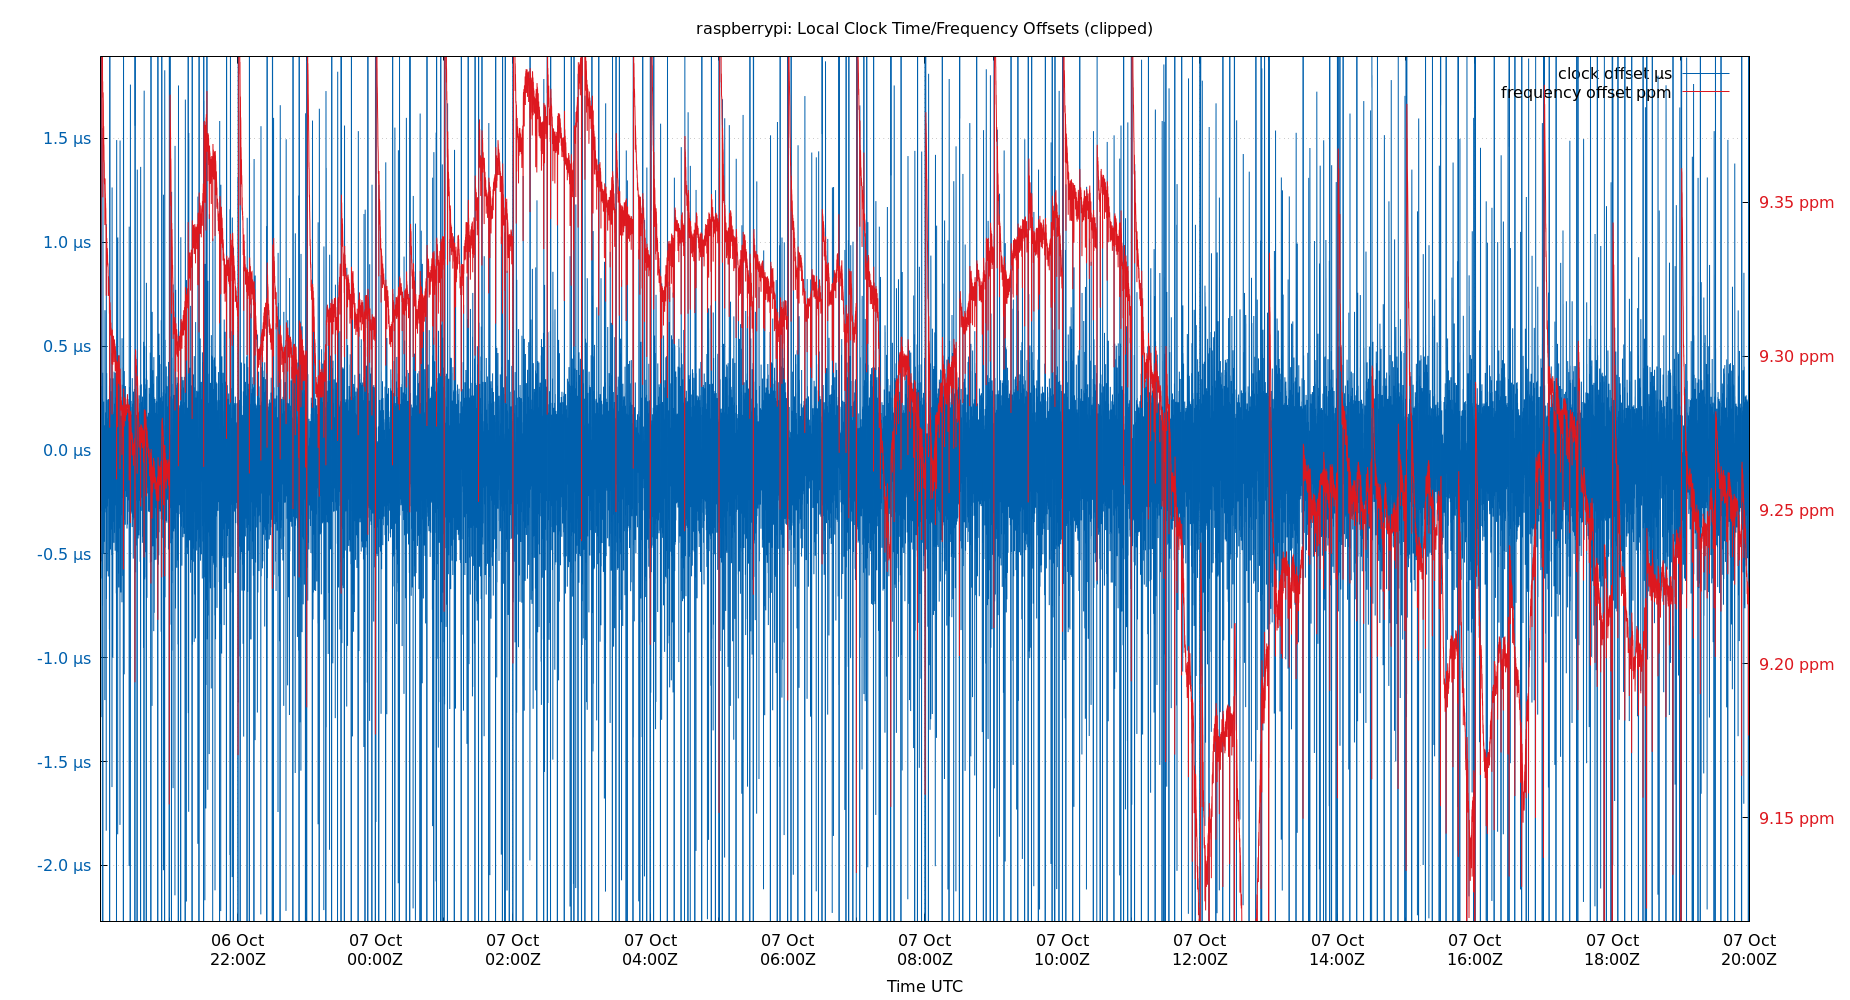 raspberrypi: Local Clock Time/Frequency Offsets (clipped)
clock offset µs
frequency offset ppm
1.5 µs
1.0 µs
0.5 µs
0.0 µs
-0.5 µs
-1.0 µs
-1.5 µs
-2.0 µs
9.35 ppm
9.30 ppm
9.25 ppm
9.20 ppm
9.15 ppm
06 Oct 07 Oct 07 Oct 07 Oct 07 Oct 07 Oct 07 Oct 07 Oct 07 Oct 07 Oct 07 Oct 07 Oct
22:00Z 00:00Z 02:00Z 04:00Z 06:00Z 08:00Z 10:00Z 12:00Z 14:00Z 16:00Z 18:00Z 20:00Z
Time UTC